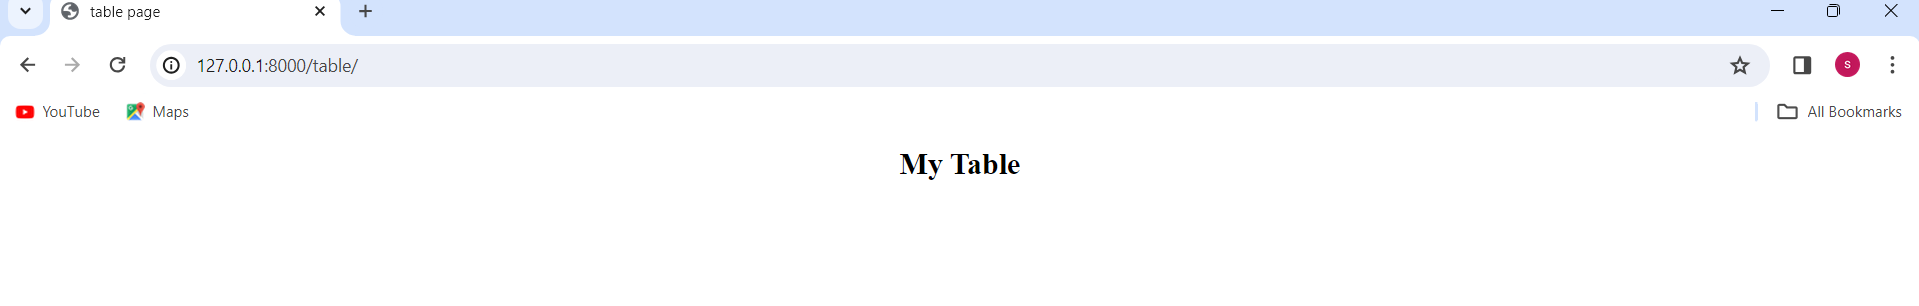 table page
127.0.0.1:8000/table/
S
YouTube
Maps
All Bookmarks
My Table